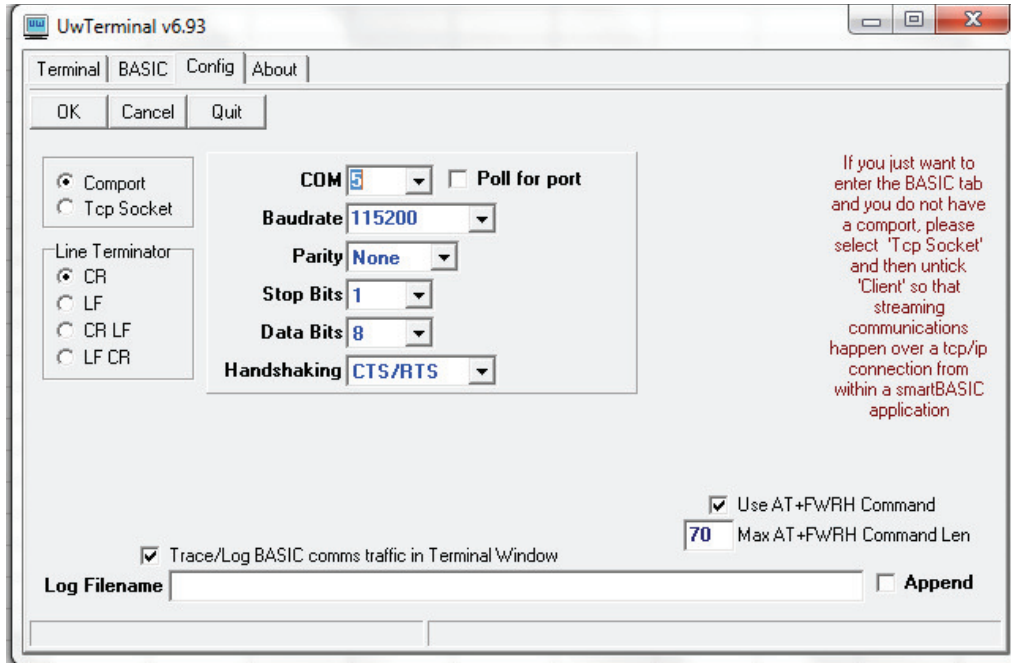 UwTerminal v6.93
Terminal BASIC Config About
OK Cancel Quit
Comport
Tcp Socket
Line Terminator
CR
LF
CR LF
LF CR
COM 5 Poll for port
Baudrate 115200
Parity None
Stop Bits 1
Data Bits 8
Handshaking CTS/RTS
If you just want to
enter the BASIC tab
and you do not have
a comport, please
select 'Tcp Socket'
and then untick
'Client' so that
streaming
communications
happen over a tcp/ip
connection from
within a smartBASIC
application
Use AT+FWRH Command
70 Max AT+FWRH Command Len
Trace/Log BASIC comms traffic in Terminal Window
Log Filename Append